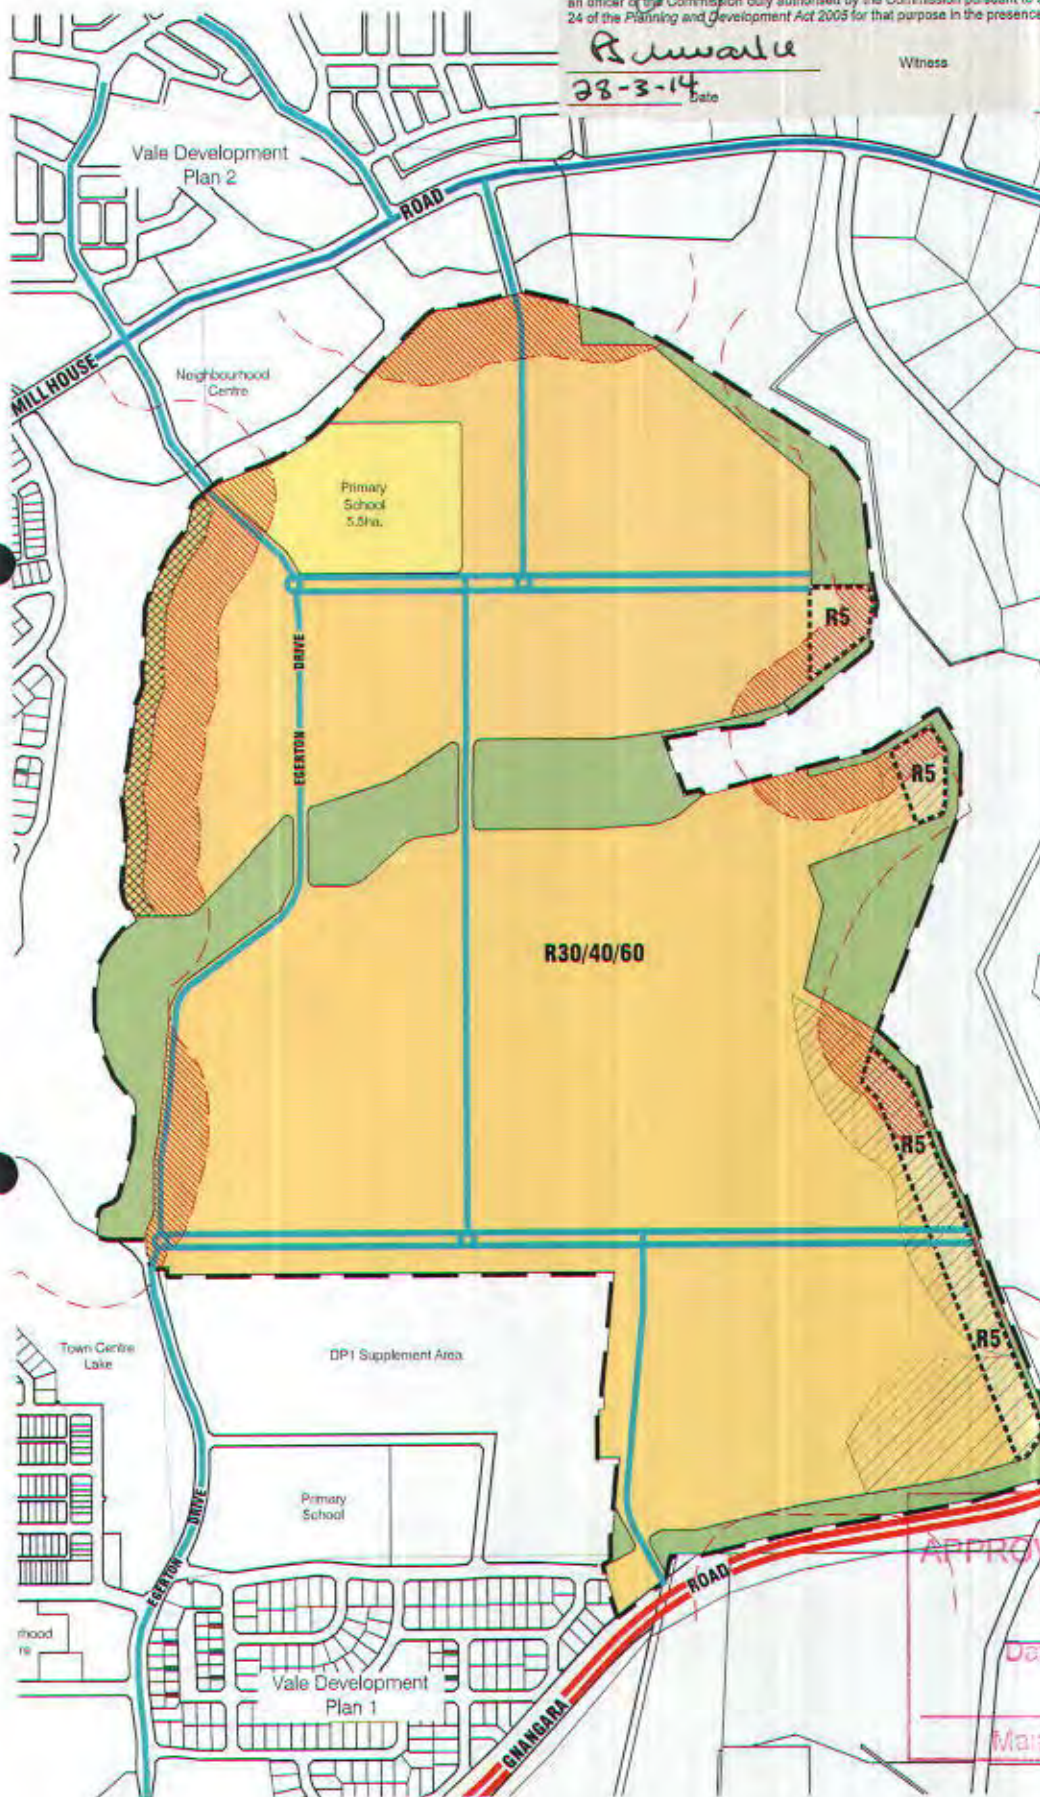 24 of the Planning and Development Act 2005 for that purpose in the presence
Witness
28-3-14
Date
Vale Development
Plan 2
ROAD
MILLHOUSE
Neighbourhood
Centre
Primary
School
5.5ha.
R5
DRIVE
EGERTON
R5
R30/40/60
R5
R5
Town Centre
Lake
DP1 Supplement Area
Primary
School
DRIVE
EGERTON
ROAD
Vale Development
Plan 1
GNANGARA